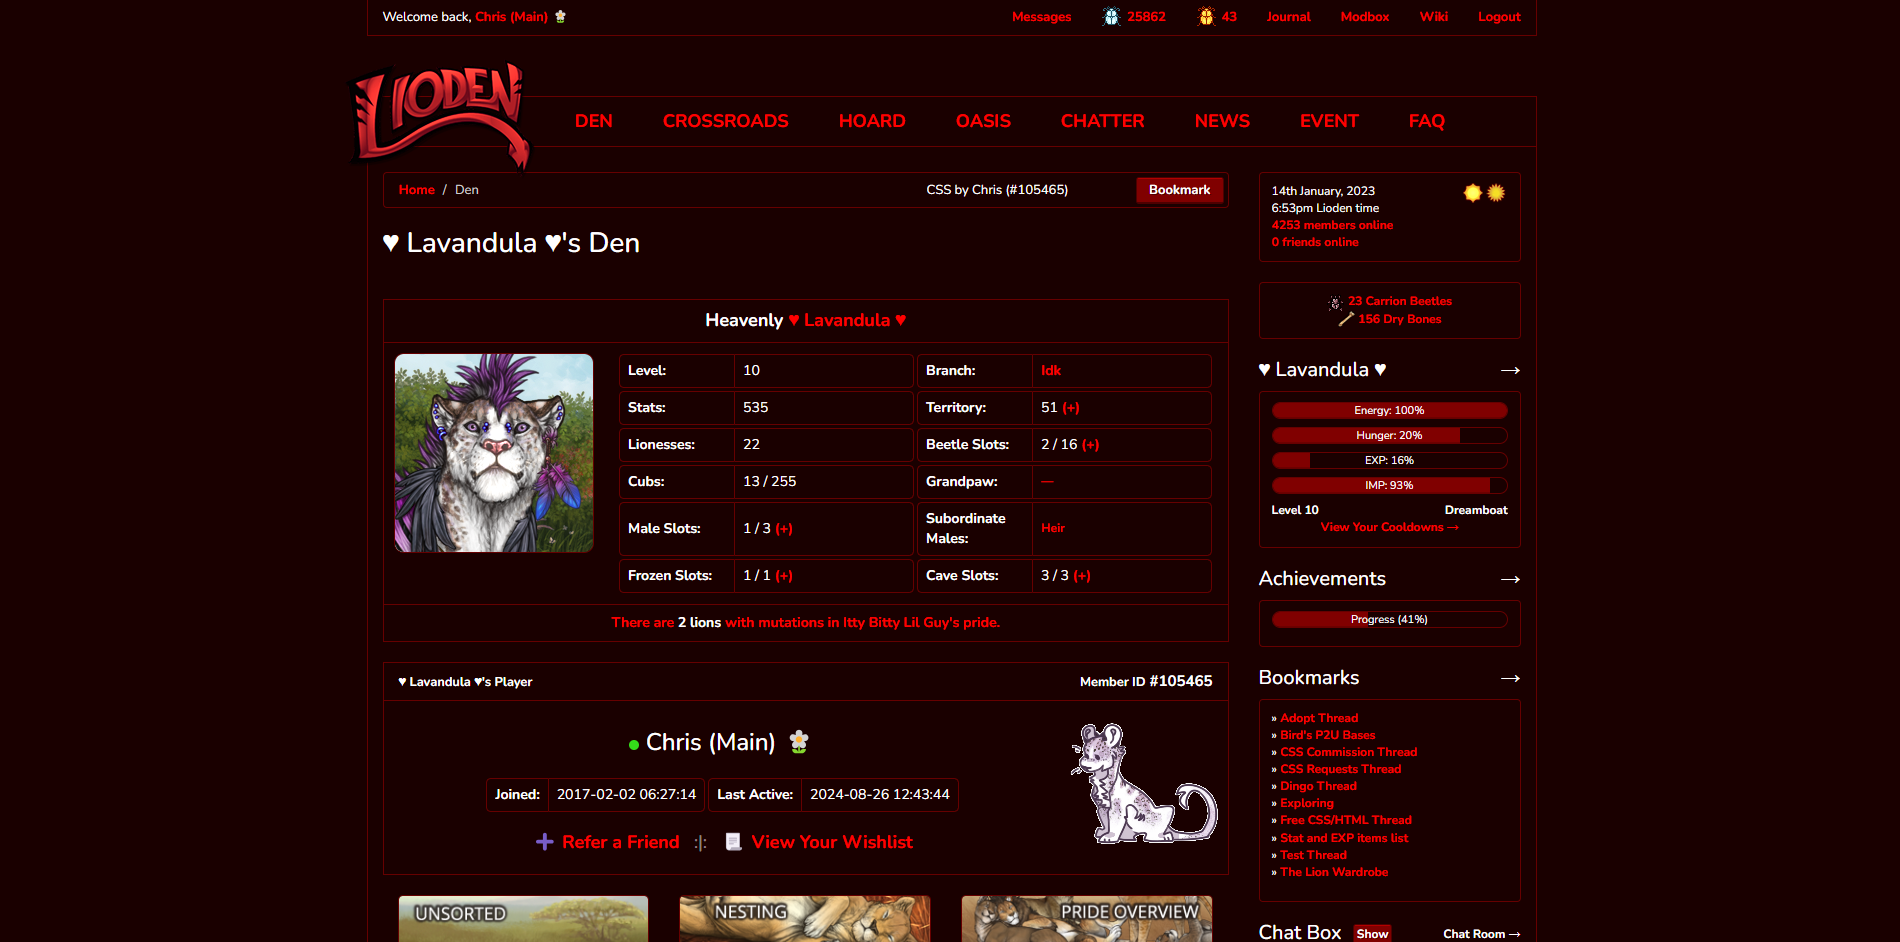 Welcome back, Chris (Main)
Messages 25862 43 Journal Modbox Wiki Logout
LIODEN
DEN CROSSROADS HOARD OASIS CHATTER NEWS EVENT FAQ
Home / Den CSS by Chris (#105465) Bookmark
♥ Lavandula ♥'s Den
Heavenly ♥ Lavandula ♥
Level: 10 Branch: Idk
Stats: 535 Territory: 51 (+)
Lionesses: 22 Beetle Slots: 2 / 16 (+)
Cubs: 13 / 255 Grandpaw: —
Male Slots: 1 / 3 (+) Subordinate
Males: Heir
Frozen Slots: 1 / 1 (+) Cave Slots: 3 / 3 (+)
There are 2 lions with mutations in Itty Bitty Lil Guy's pride.
♥ Lavandula ♥'s Player Member ID #105465
Chris (Main)
Joined: 2017-02-02 06:27:14 Last Active: 2024-08-26 12:43:44
Refer a Friend :|: View Your Wishlist
UNSORTED NESTING PRIDE OVERVIEW
14th January, 2023
6:53pm Lioden time
4253 members online
0 friends online
23 Carrion Beetles
156 Dry Bones
♥ Lavandula ♥ →
Energy: 100%
Hunger: 20%
EXP: 16%
IMP: 93%
Level 10 Dreamboat
View Your Cooldowns →
Achievements →
Progress (41%)
Bookmarks →
» Adopt Thread
» Bird's P2U Bases
» CSS Commission Thread
» CSS Requests Thread
» Dingo Thread
» Exploring
» Free CSS/HTML Thread
» Stat and EXP items list
» Test Thread
» The Lion Wardrobe
Chat Box Show Chat Room →